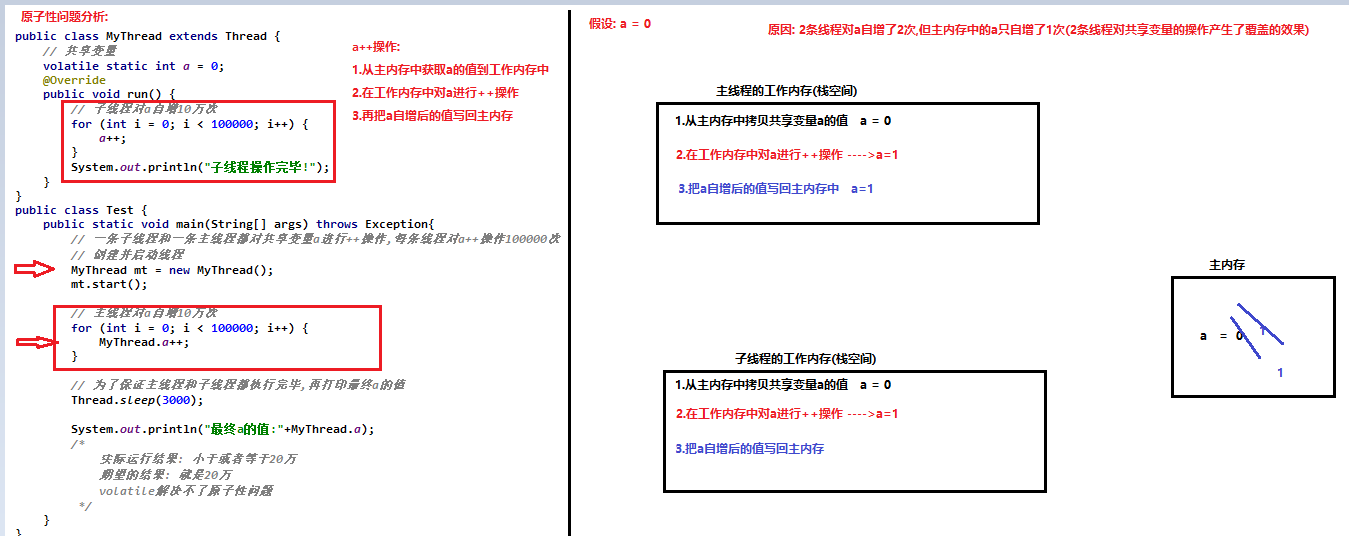 原子性问题分析:
public class MyThread extends Thread {
// 共享变量
volatile static int a = 0;
@Override
public void run() {
// 子线程对a自增10万次
for (int i = 0; i < 100000; i++) {
a++;
}
System.out.println("子线程操作完毕!");
}
}
public class Test {
public static void main(String[] args) throws Exception{
// 一条子线程和一条主线程都对共享变量a进行++操作,每条线程对a++操作100000次
// 创建并启动线程
MyThread mt = new MyThread();
mt.start();
// 主线程对a自增10万次
for (int i = 0; i < 100000; i++) {
MyThread.a++;
}
// 为了保证主线程和子线程都执行完毕,再打印最终a的值
Thread.sleep(3000);
System.out.println("最终a的值:"+MyThread.a);
/*
实际运行结果: 小于或者等于20万
期望的结果: 就是20万
volatile解决不了原子性问题
*/
}
}
a++操作:
1.从主内存中获取a的值到工作内存中
2.在工作内存中对a进行++操作
3.再把a自增后的值写回主内存
假设: a = 0
原因: 2条线程对a自增了2次,但主内存中的a只自增了1次(2条线程对共享变量的操作产生了覆盖的效果)
主线程的工作内存(栈空间)
1.从主内存中拷贝共享变量a的值 a = 0
2.在工作内存中对a进行++操作 ---->a=1
3.把a自增后的值写回主内存中 a=1
子线程的工作内存(栈空间)
1.从主内存中拷贝共享变量a的值 a = 0
2.在工作内存中对a进行++操作 ---->a=1
3.把a自增后的值写回主内存
主内存
a = 0 1
1